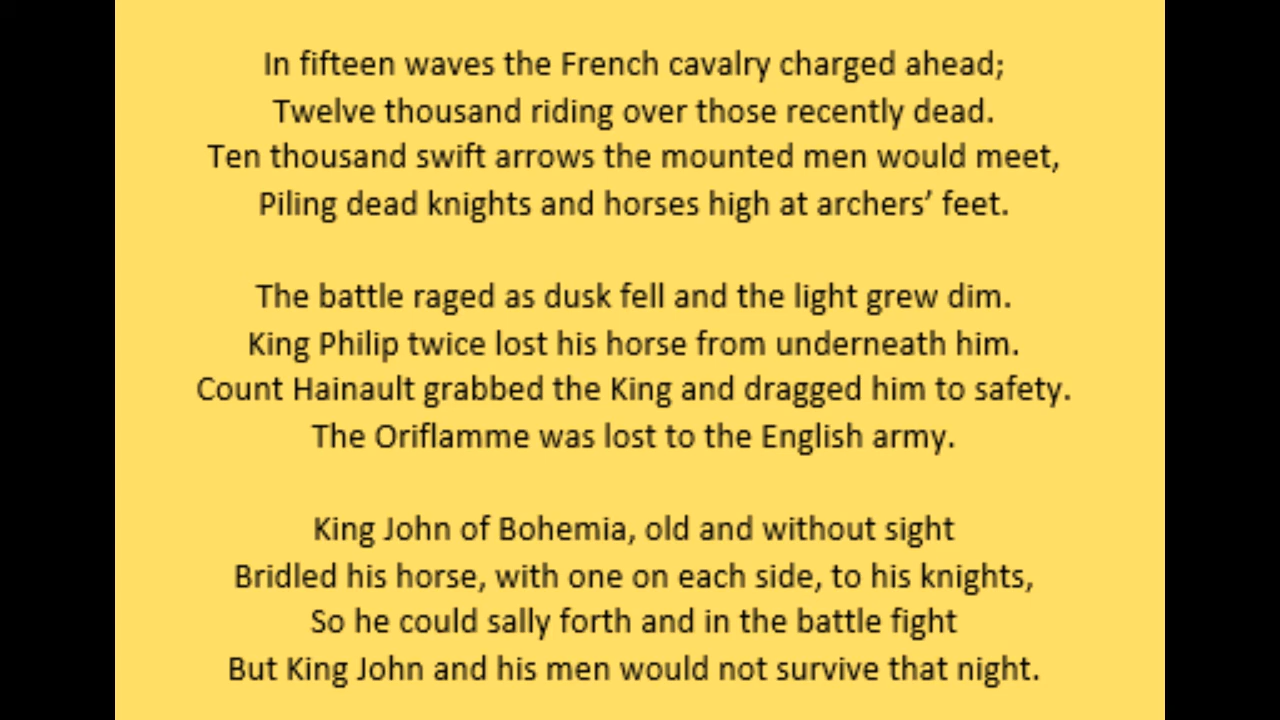 In fifteen waves the French cavalry charged ahead;
Twelve thousand riding over those recently dead.
Ten thousand swift arrows the mounted men would meet,
Piling dead knights and horses high at archers’ feet.
The battle raged as dusk fell and the light grew dim.
King Philip twice lost his horse from underneath him.
Count Hainault grabbed the King and dragged him to safety.
The Oriflamme was lost to the English army.
King John of Bohemia, old and without sight
Bridled his horse, with one on each side, to his knights,
So he could sally forth and in the battle fight
But King John and his men would not survive that night.